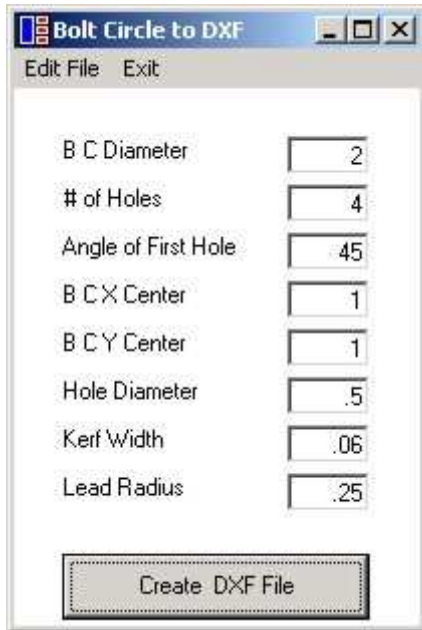 Bolt Circle to DXF
Edit File Exit
B C Diameter 2
# of Holes 4
Angle of First Hole 45
B C X Center 1
B C Y Center 1
Hole Diameter .5
Kerf Width .06
Lead Radius .25
Create DXF File